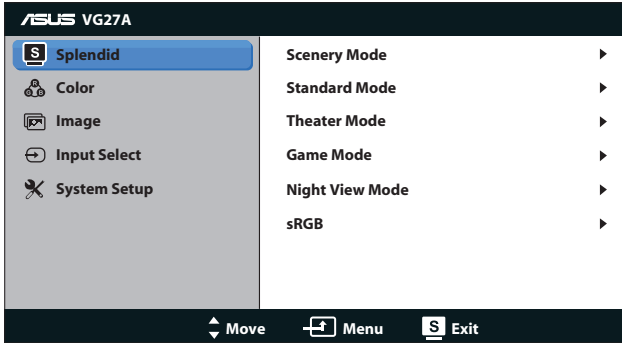 ASUS VG27A
S Splendid
Color
Image
Input Select
System Setup
Scenery Mode
Standard Mode
Theater Mode
Game Mode
Night View Mode
sRGB
Move Menu S Exit